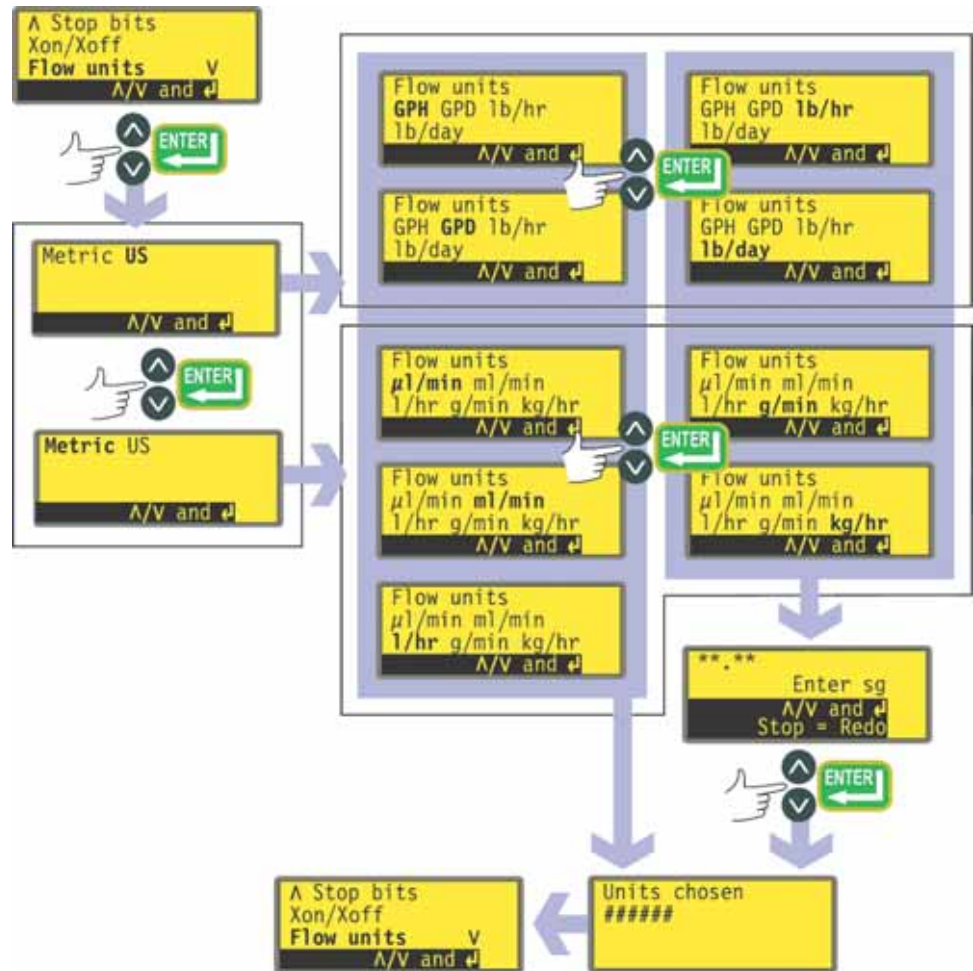 Λ Stop bits
Xon/Xoff
Flow units V
Λ/V and ↲
ENTER
Metric US
Λ/V and ↲
ENTER
Metric US
Λ/V and ↲
Flow units
GPH GPD lb/hr
lb/day
Λ/V and ↲
Flow units
GPH GPD lb/hr
lb/day
Λ/V and ↲
ENTER
Flow units
GPH GPD lb/hr
lb/day
Λ/V and ↲
Flow units
GPH GPD lb/hr
lb/day
Λ/V and ↲
Flow units
μl/min ml/min
l/hr g/min kg/hr
Λ/V and ↲
Flow units
μl/min ml/min
l/hr g/min kg/hr
Λ/V and ↲
ENTER
Flow units
μl/min ml/min
l/hr g/min kg/hr
Λ/V and ↲
Flow units
μl/min ml/min
l/hr g/min kg/hr
Λ/V and ↲
Flow units
μl/min ml/min
l/hr g/min kg/hr
Λ/V and ↲
**.**
Enter sg
Λ/V and ↲
Stop = Redo
ENTER
Units chosen
######
Λ Stop bits
Xon/Xoff
Flow units V
Λ/V and ↲